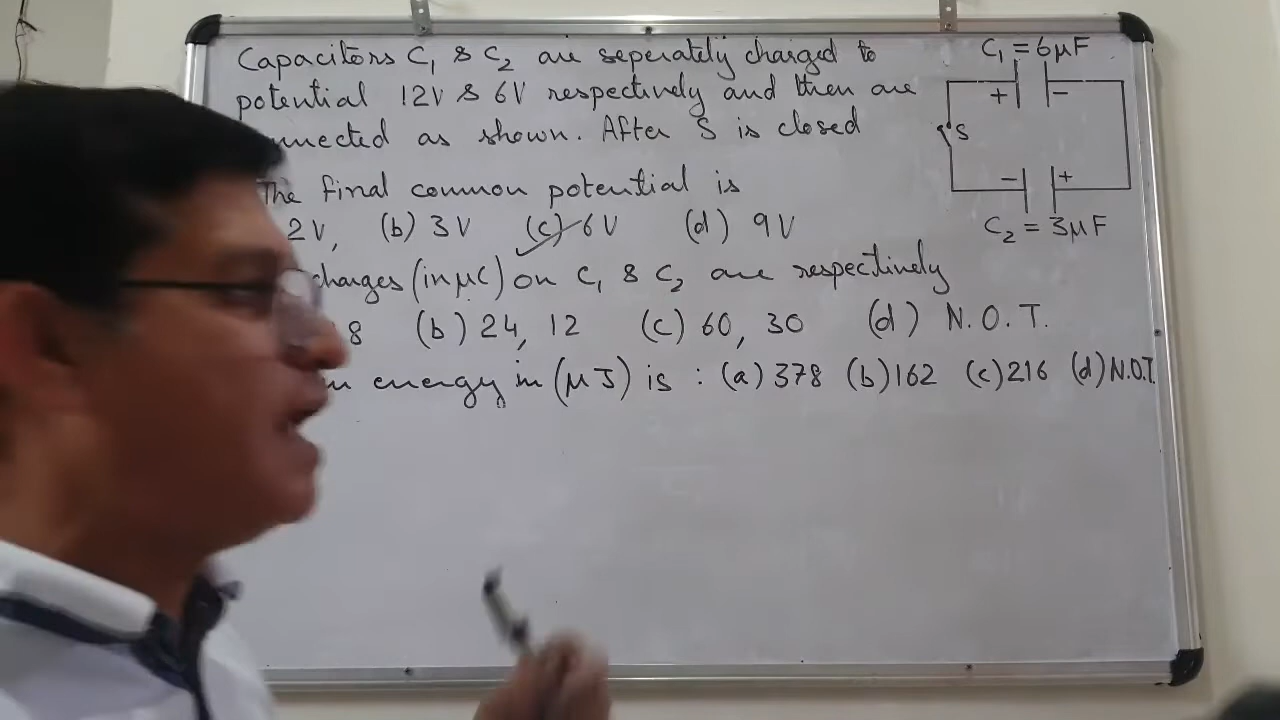 Capacitors C₁ & C₂ are seperately charged to
potential 12V & 6V respectively and then are
nnected as shown. After S is closed
The final common potential is
2V, (b) 3V (c) 6V (d) 9V
charges (in μC) on C₁ & C₂ are respectively
8 (b) 24, 12 (c) 60, 30 (d) N.O.T.
energy in (μJ) is : (a) 378 (b) 162 (c) 216 (d) N.O.T.
C₁ = 6μF
+ −
S
− +
C₂ = 3μF